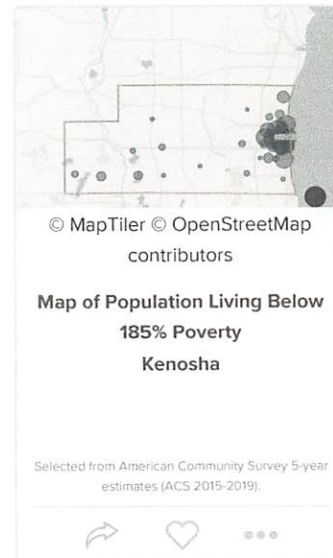 © MapTiler © OpenStreetMap
contributors
Map of Population Living Below
185% Poverty
Kenosha
Selected from American Community Survey 5-year
estimates (ACS 2015-2019).